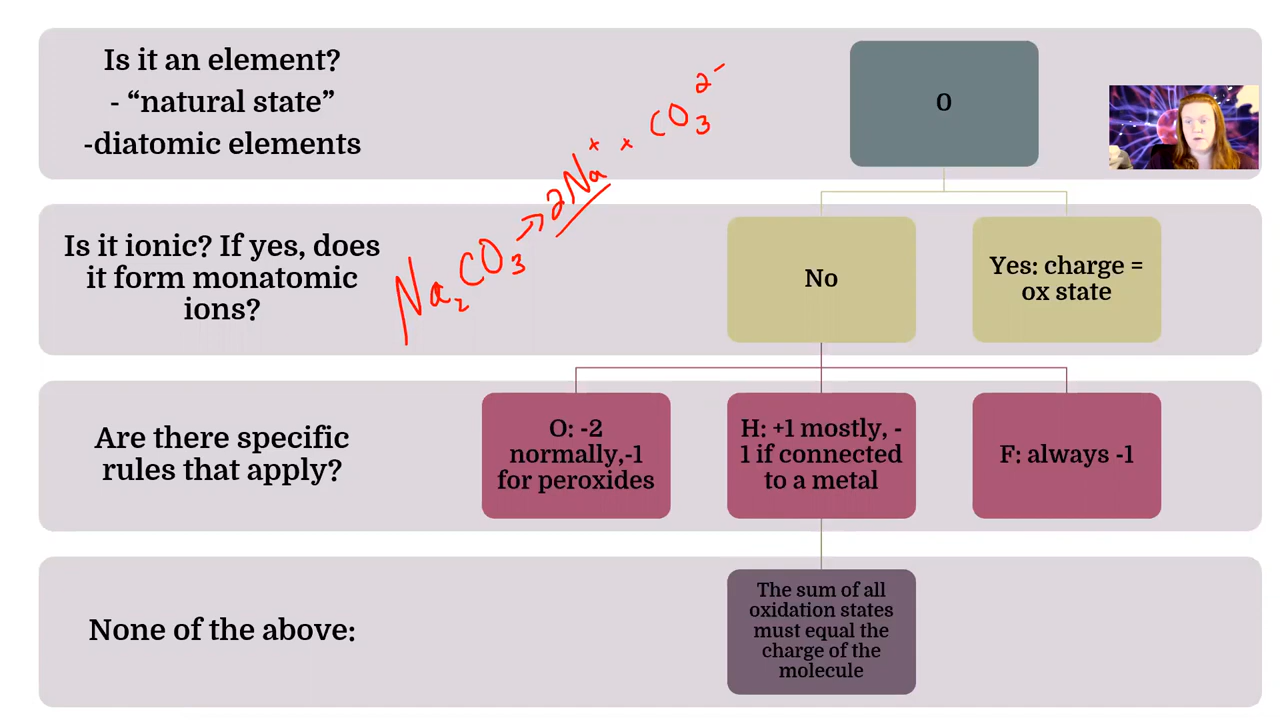 Is it an element?
- “natural state”
-diatomic elements
0
Na₂CO₃ → 2Na⁺ + CO₃²⁻
Is it ionic? If yes, does
it form monatomic
ions?
No
Yes: charge =
ox state
Are there specific
rules that apply?
O: -2
normally,-1
for peroxides
H: +1 mostly, -
1 if connected
to a metal
F: always -1
None of the above:
The sum of all
oxidation states
must equal the
charge of the
molecule